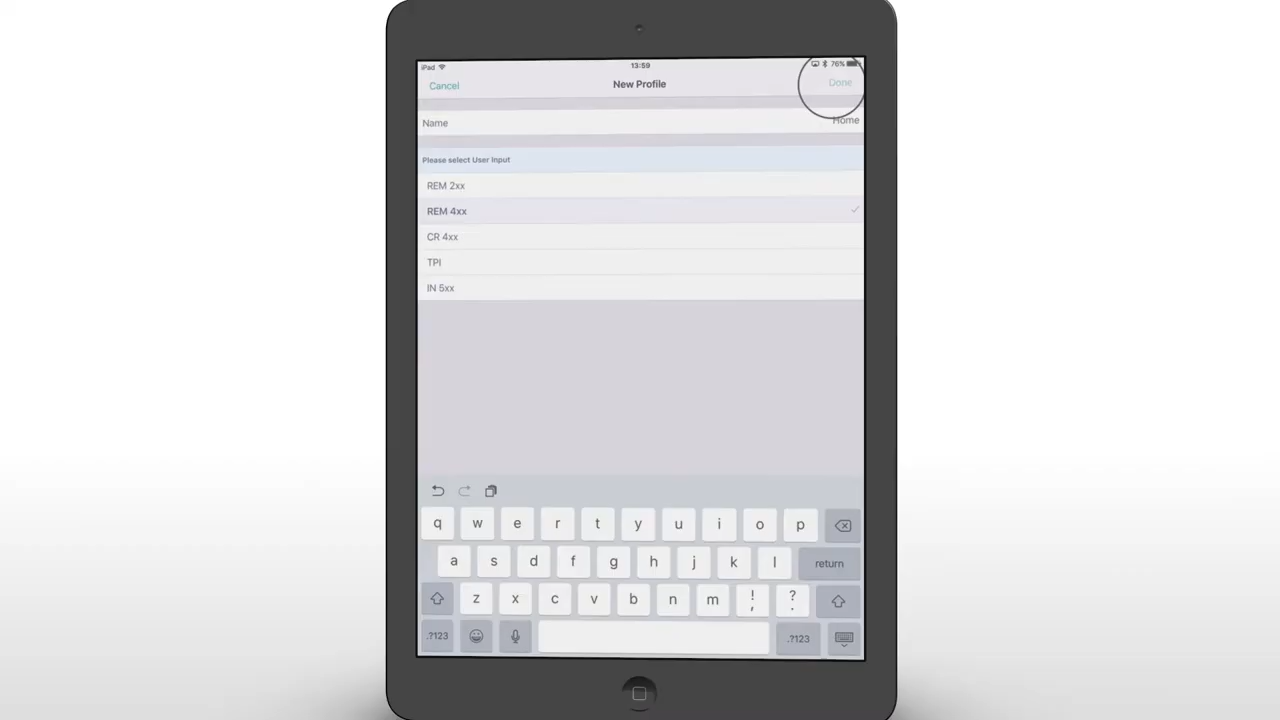 iPad 13:59 76%
Cancel New Profile Done
Name Home
Please select User Input
REM 2xx
REM 4xx
CR 4xx
TPI
IN 5xx
q w e r t y u i o p
a s d f g h j k l return
z x c v b n m ! , ? .
.?123 .?123